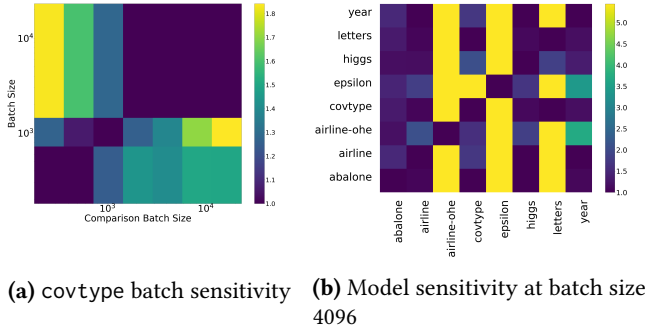 10⁴
10³
Batch Size
10³
10⁴
Comparison Batch Size
1.8
1.7
1.6
1.5
1.4
1.3
1.2
1.1
1.0
year
letters
higgs
epsilon
covtype
airline-ohe
airline
abalone
abalone
airline
airline-ohe
covtype
epsilon
higgs
letters
year
5.0
4.5
4.0
3.5
3.0
2.5
2.0
1.5
1.0
(a) covtype batch sensitivity
(b) Model sensitivity at batch size
4096